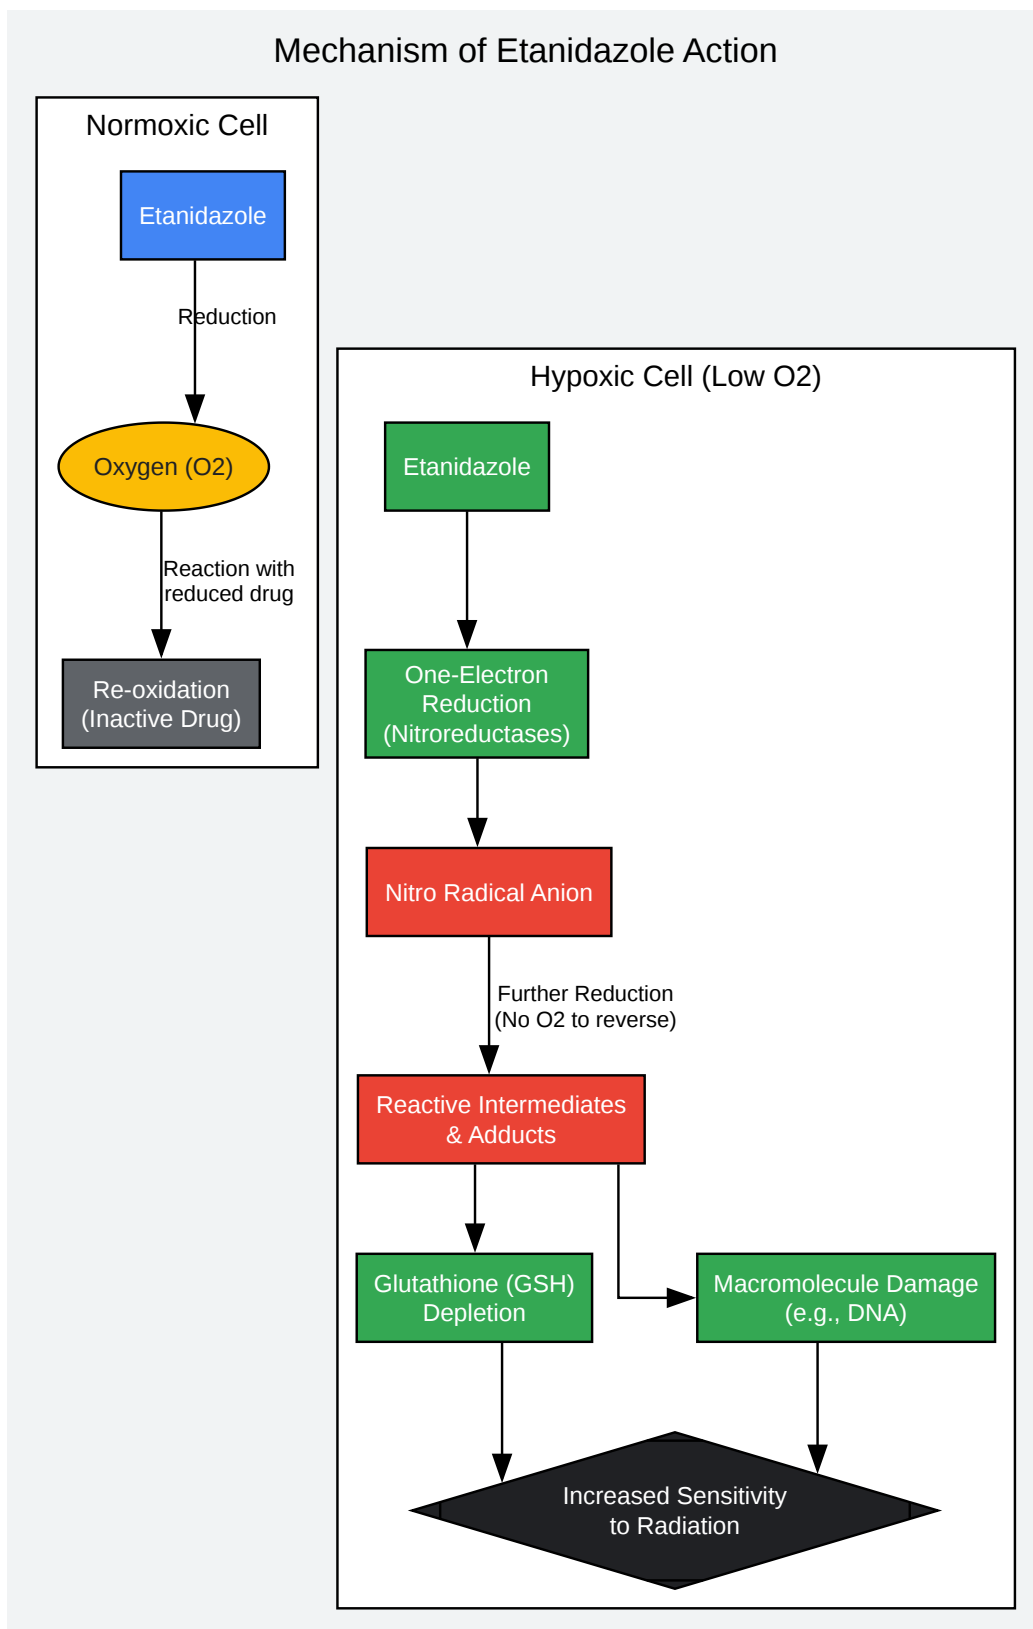 Mechanism of Etanidazole Action
Normoxic Cell
Etanidazole
Reduction
Oxygen (O2)
Reaction with
reduced drug
Re-oxidation
(Inactive Drug)
Hypoxic Cell (Low O2)
Etanidazole
One-Electron
Reduction
(Nitroreductases)
Nitro Radical Anion
Further Reduction
(No O2 to reverse)
Reactive Intermediates
& Adducts
Glutathione (GSH)
Depletion
Macromolecule Damage
(e.g., DNA)
Increased Sensitivity
to Radiation